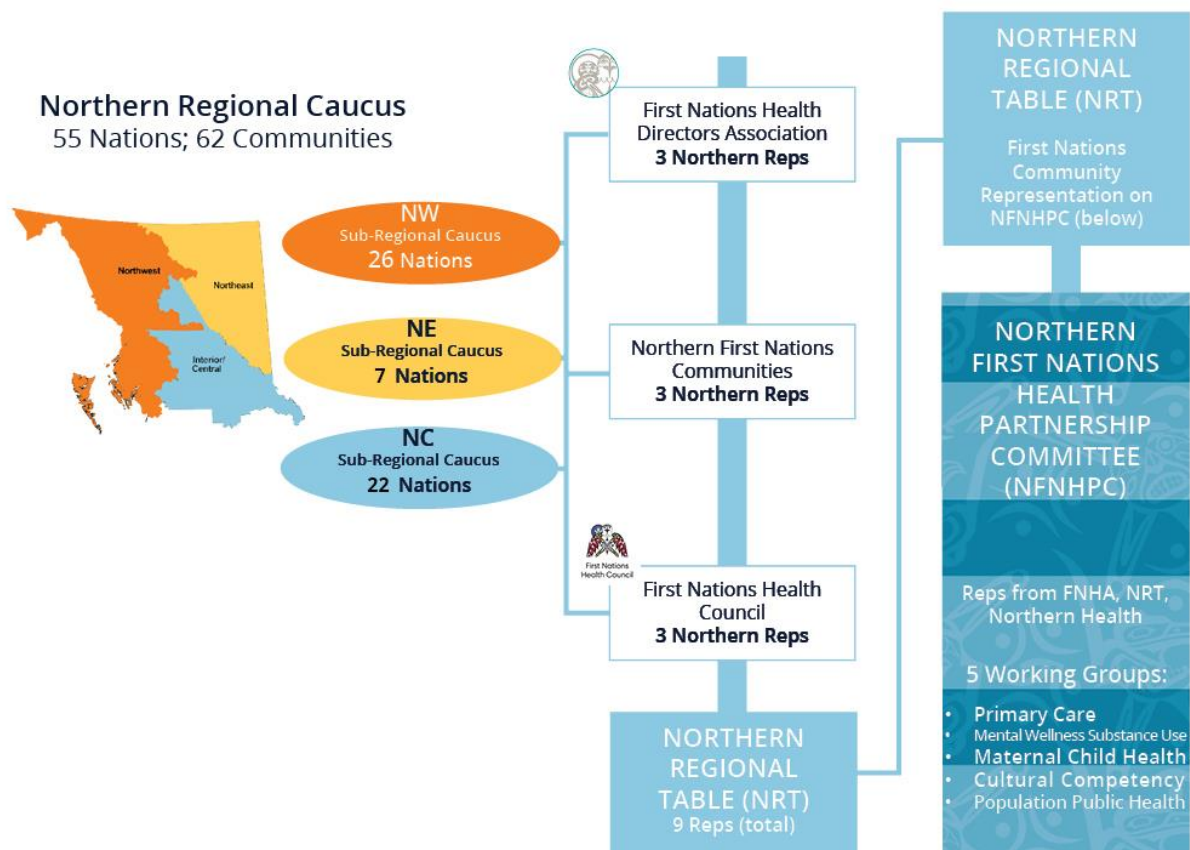 Northern Regional Caucus
55 Nations; 62 Communities
Northwest
Northeast
Interior/
Central
NW
Sub-Regional Caucus
26 Nations
NE
Sub-Regional Caucus
7 Nations
NC
Sub-Regional Caucus
22 Nations
First Nations Health
Directors Association
3 Northern Reps
Northern First Nations
Communities
3 Northern Reps
First Nations
Health Council
First Nations Health
Council
3 Northern Reps
NORTHERN
REGIONAL
TABLE (NRT)
9 Reps (total)
NORTHERN
REGIONAL
TABLE (NRT)
First Nations
Community
Representation on
NFNHPC (below)
NORTHERN
FIRST NATIONS
HEALTH
PARTNERSHIP
COMMITTEE
(NFNHPC)
Reps from FNHA, NRT,
Northern Health
5 Working Groups:
• Primary Care
• Mental Wellness Substance Use
• Maternal Child Health
• Cultural Competency
• Population Public Health